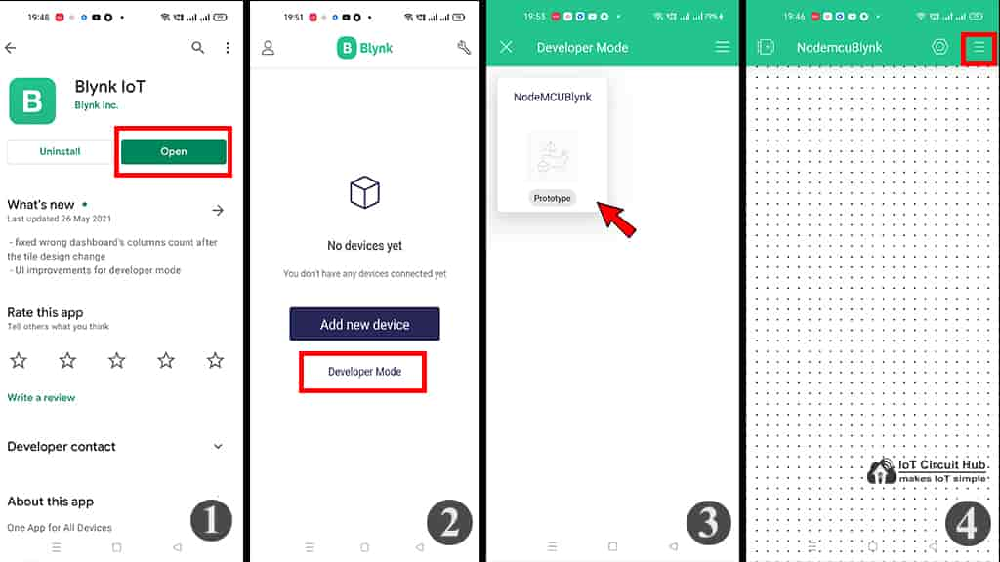 19:48
Blynk IoT
Blynk Inc.
Uninstall
Open
What's new
Last updated 26 May 2021
- fixed wrong dashboard's columns count after
the tile design change
- UI improvements for developer mode
Rate this app
Tell others what you think
Write a review
Developer contact
About this app
One App for All Devices
1
19:51
B Blynk
No devices yet
You don't have any devices connected yet
Add new device
Developer Mode
2
19:53
Developer Mode
NodeMCUBlynk
Prototype
3
19:46
NodemcuBlynk
IoT Circuit Hub
makes IoT simple
4